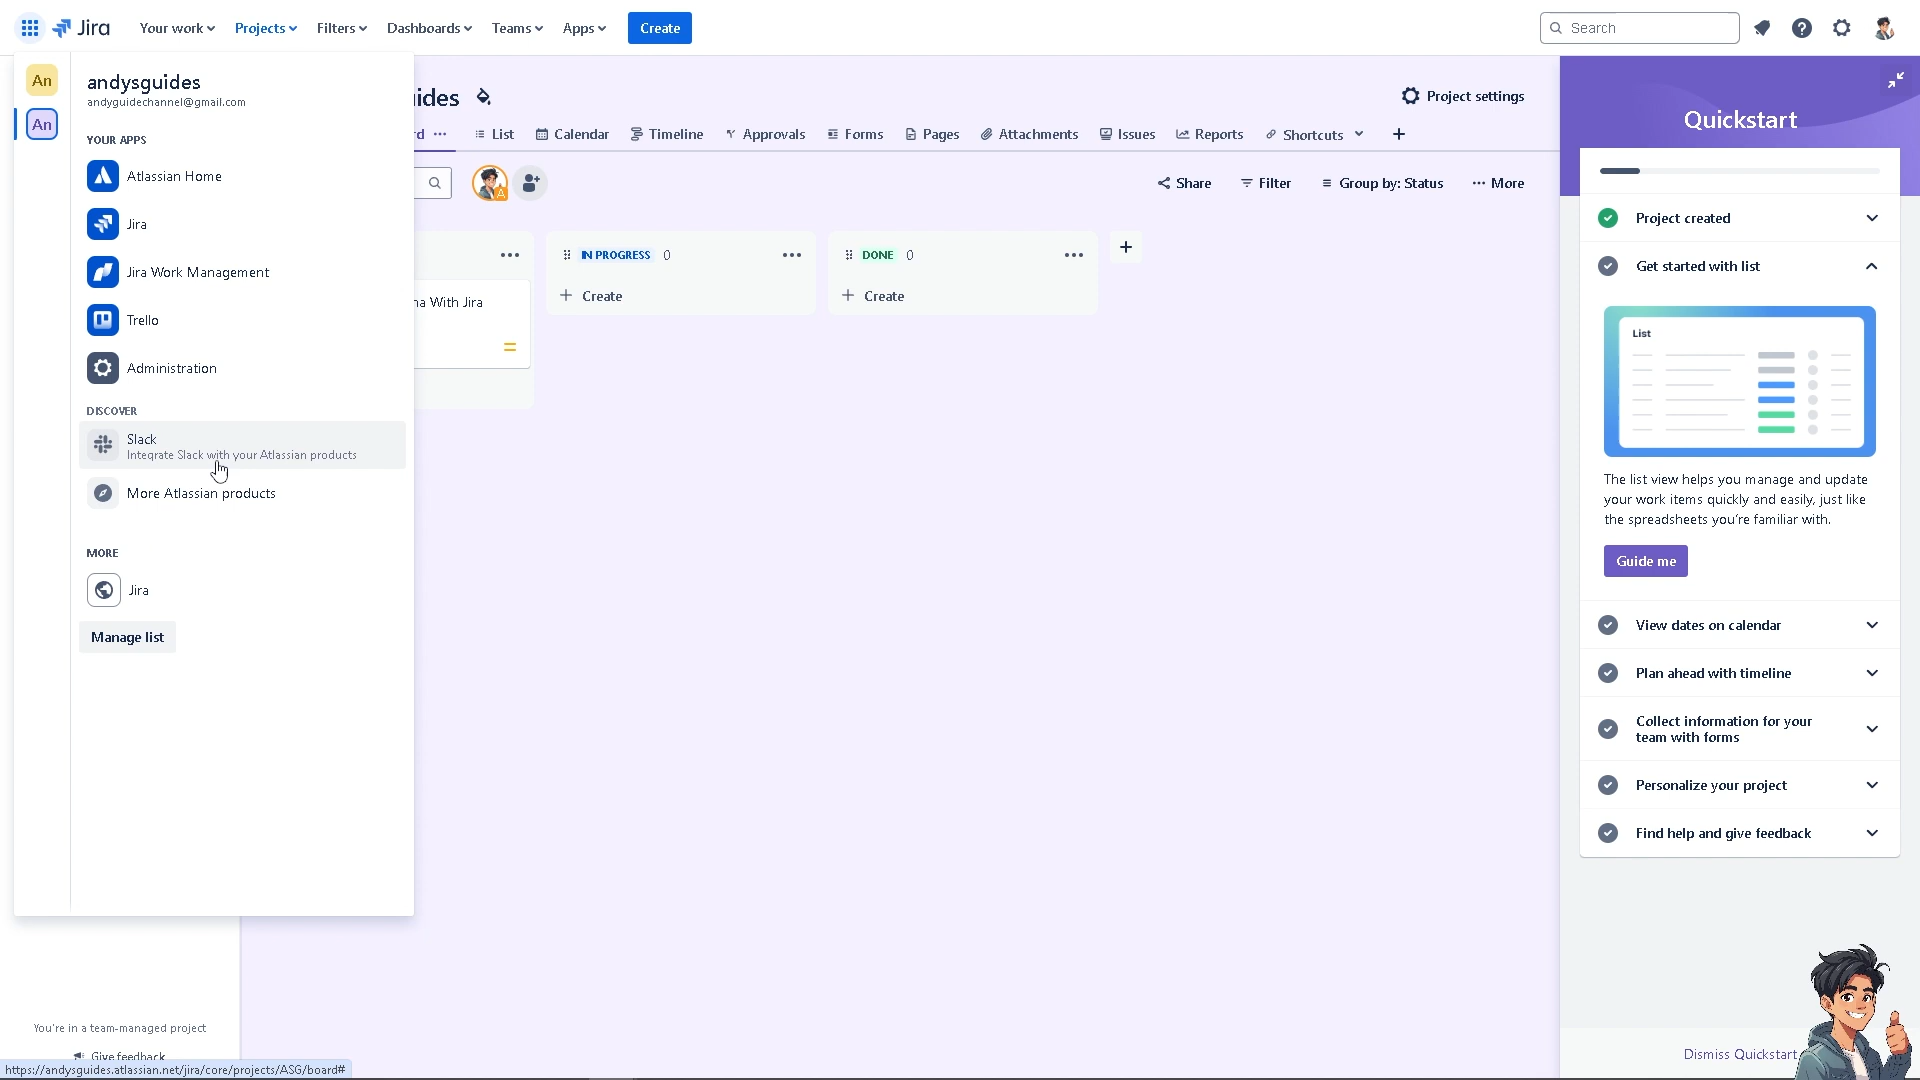 Jira
Your work
Projects
Filters
Dashboards
Teams
Apps
Create
Search
An
An
andysguides
andyguidechannel@gmail.com
YOUR APPS
Atlassian Home
Jira
Jira Work Management
Trello
Administration
DISCOVER
Slack
Integrate Slack with your Atlassian products
More Atlassian products
MORE
Jira
Manage list
ides
Project settings
rd
List
Calendar
Timeline
Approvals
Forms
Pages
Attachments
Issues
Reports
Shortcuts
Share
Filter
Group by: Status
More
IN PROGRESS 0
Create
DONE 0
Create
na With Jira
Quickstart
Project created
Get started with list
List
The list view helps you manage and update
your work items quickly and easily, just like
the spreadsheets you're familiar with.
Guide me
View dates on calendar
Plan ahead with timeline
Collect information for your
team with forms
Personalize your project
Find help and give feedback
Dismiss Quickstart
You're in a team-managed project
Give feedback
https://andysguides.atlassian.net/jira/core/projects/ASG/board#